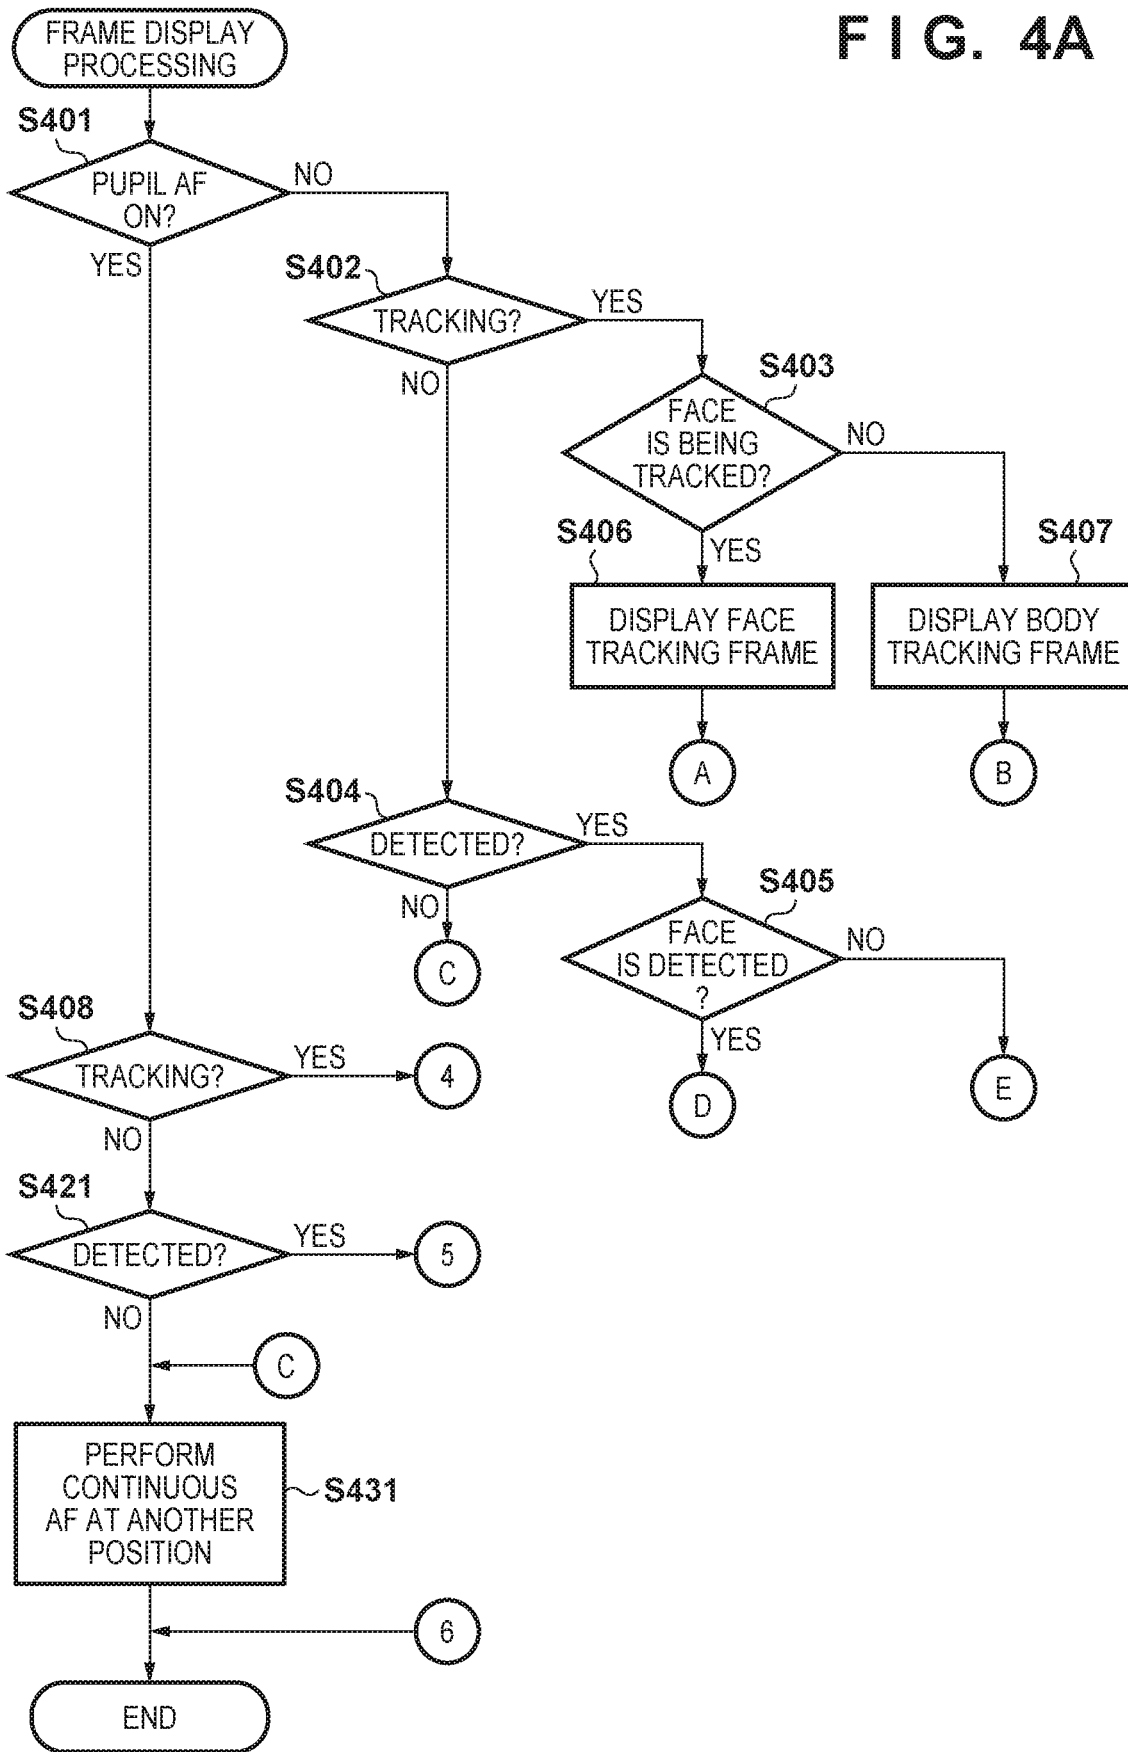 FIG. 4A
FRAME DISPLAY
PROCESSING
S401
PUPIL AF
ON?
NO
YES
S402
TRACKING?
YES
NO
S403
FACE
IS BEING
TRACKED?
NO
YES
S406
DISPLAY FACE
TRACKING FRAME
S407
DISPLAY BODY
TRACKING FRAME
A
B
S404
DETECTED?
YES
NO
C
S405
FACE
IS DETECTED
?
NO
YES
D
E
S408
TRACKING?
YES
4
NO
S421
DETECTED?
YES
5
NO
C
PERFORM
CONTINUOUS
AF AT ANOTHER
POSITION
S431
6
END